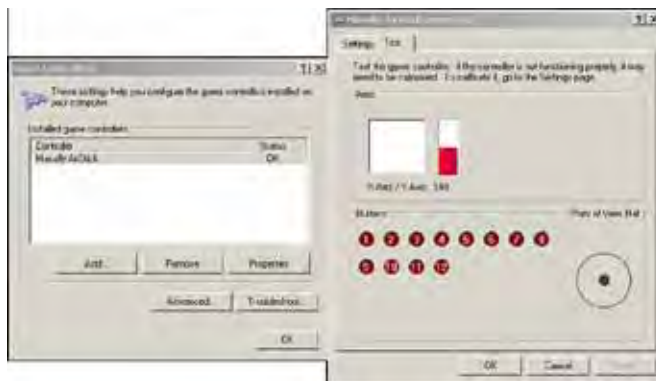 These settings help you configure the game controllers installed on
your computer.
Installed game controllers
Controller Status
OK
Add... Remove Properties
Advanced... Troubleshoot...
OK
Settings Test
Test the game controller. If the controller is not functioning properly, it may
need to be calibrated. To calibrate it, go to the Settings page.
Axes
X Axis / Y Axis
Buttons Point of View Hat
1 2 3 4 5 6 7 8
9 10 11 12
OK Cancel